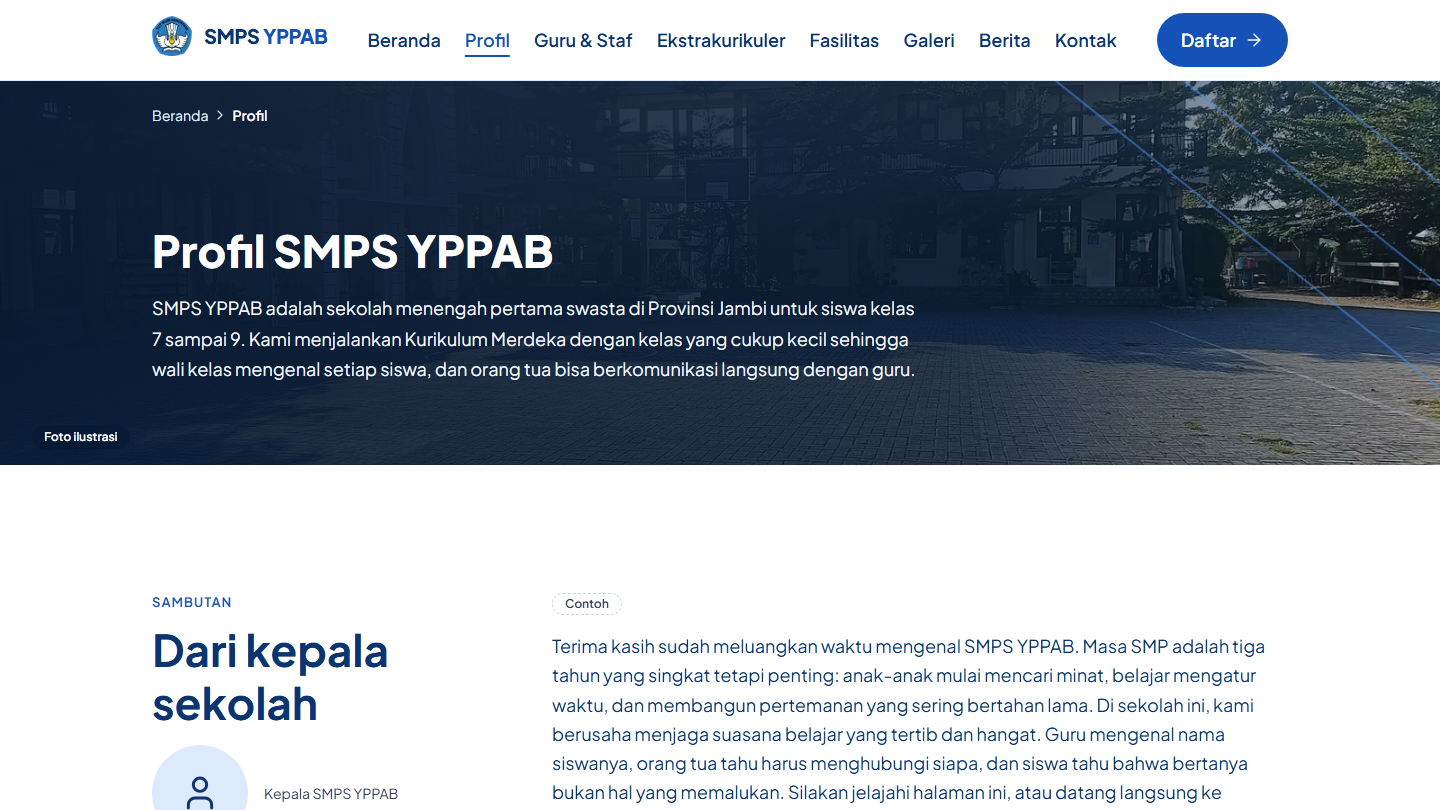 SMPS YPPAB
Beranda
Profil
Guru & Staf
Ekstrakurikuler
Fasilitas
Galeri
Berita
Kontak
Daftar
Beranda
Profil
Profil SMPS YPPAB
SMPS YPPAB adalah sekolah menengah pertama swasta di Provinsi Jambi untuk siswa kelas
7 sampai 9. Kami menjalankan Kurikulum Merdeka dengan kelas yang cukup kecil sehingga
wali kelas mengenal setiap siswa, dan orang tua bisa berkomunikasi langsung dengan guru.
Foto ilustrasi
SAMBUTAN
Dari kepala
sekolah
Kepala SMPS YPPAB
Contoh
Terima kasih sudah meluangkan waktu mengenal SMPS YPPAB. Masa SMP adalah tiga
tahun yang singkat tetapi penting: anak-anak mulai mencari minat, belajar mengatur
waktu, dan membangun pertemanan yang sering bertahan lama. Di sekolah ini, kami
berusaha menjaga suasana belajar yang tertib dan hangat. Guru mengenal nama
siswanya, orang tua tahu harus menghubungi siapa, dan siswa tahu bahwa bertanya
bukan hal yang memalukan. Silakan jelajahi halaman ini, atau datang langsung ke